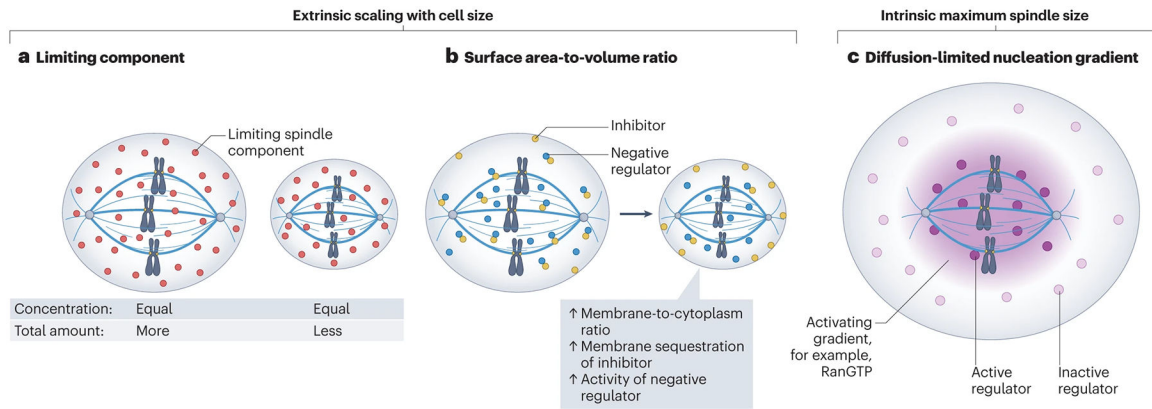 Extrinsic scaling with cell size
Intrinsic maximum spindle size
a Limiting component
b Surface area-to-volume ratio
c Diffusion-limited nucleation gradient
Limiting spindle
component
Inhibitor
Negative
regulator
Concentration: Equal Equal
Total amount: More Less
↑ Membrane-to-cytoplasm
ratio
↑ Membrane sequestration
of inhibitor
↑ Activity of negative
regulator
Activating
gradient,
for example,
RanGTP
Active
regulator
Inactive
regulator